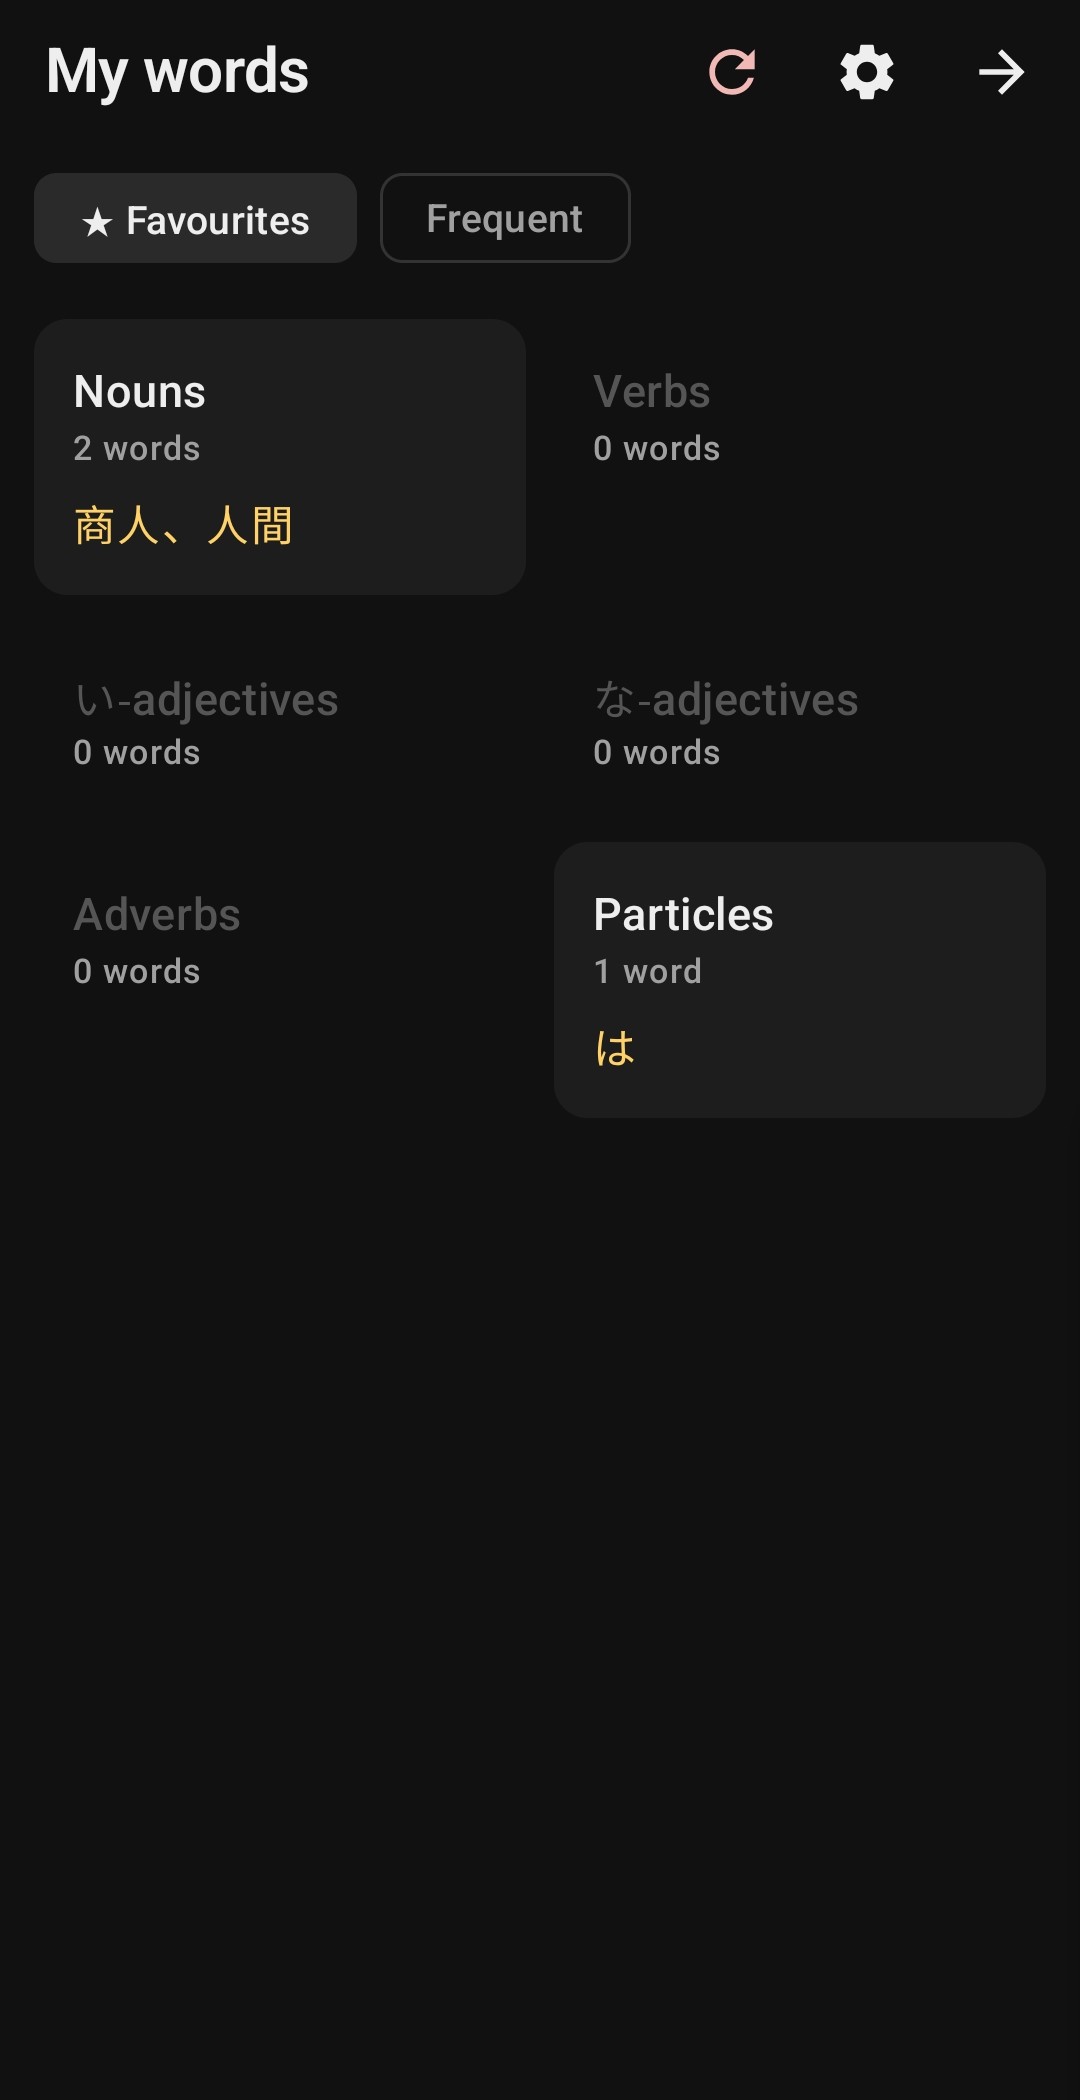 My words
★ Favourites
Frequent
Nouns
2 words
商人、人間
Verbs
0 words
い-adjectives
0 words
な-adjectives
0 words
Adverbs
0 words
Particles
1 word
は